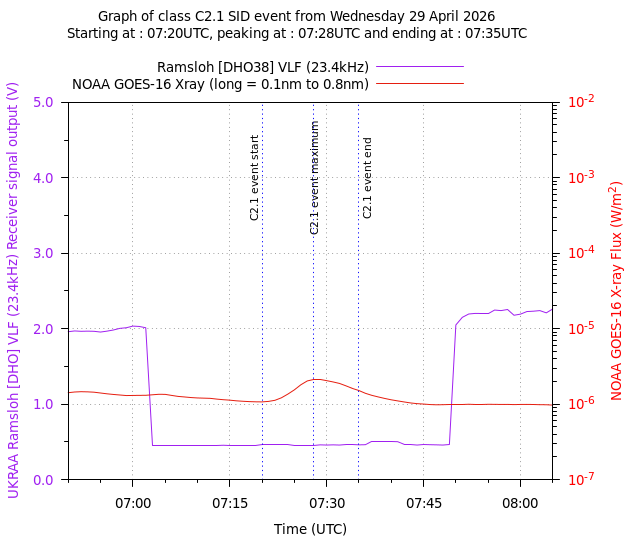 Graph of class C2.1 SID event from Wednesday 29 April 2026
Starting at : 07:20UTC, peaking at : 07:28UTC and ending at : 07:35UTC
Ramsloh [DHO38] VLF (23.4kHz)
NOAA GOES-16 Xray (long = 0.1nm to 0.8nm)
UKRAA Ramsloh [DHO] VLF (23.4kHz) Receiver signal output (V)
5.0
4.0
3.0
2.0
1.0
0.0
C2.1 event start
C2.1 event maximum
C2.1 event end
10-2
10-3
10-4
10-5
10-6
10-7
NOAA GOES-16 X-ray Flux (W/m2)
07:00
07:15
07:30
07:45
08:00
Time (UTC)